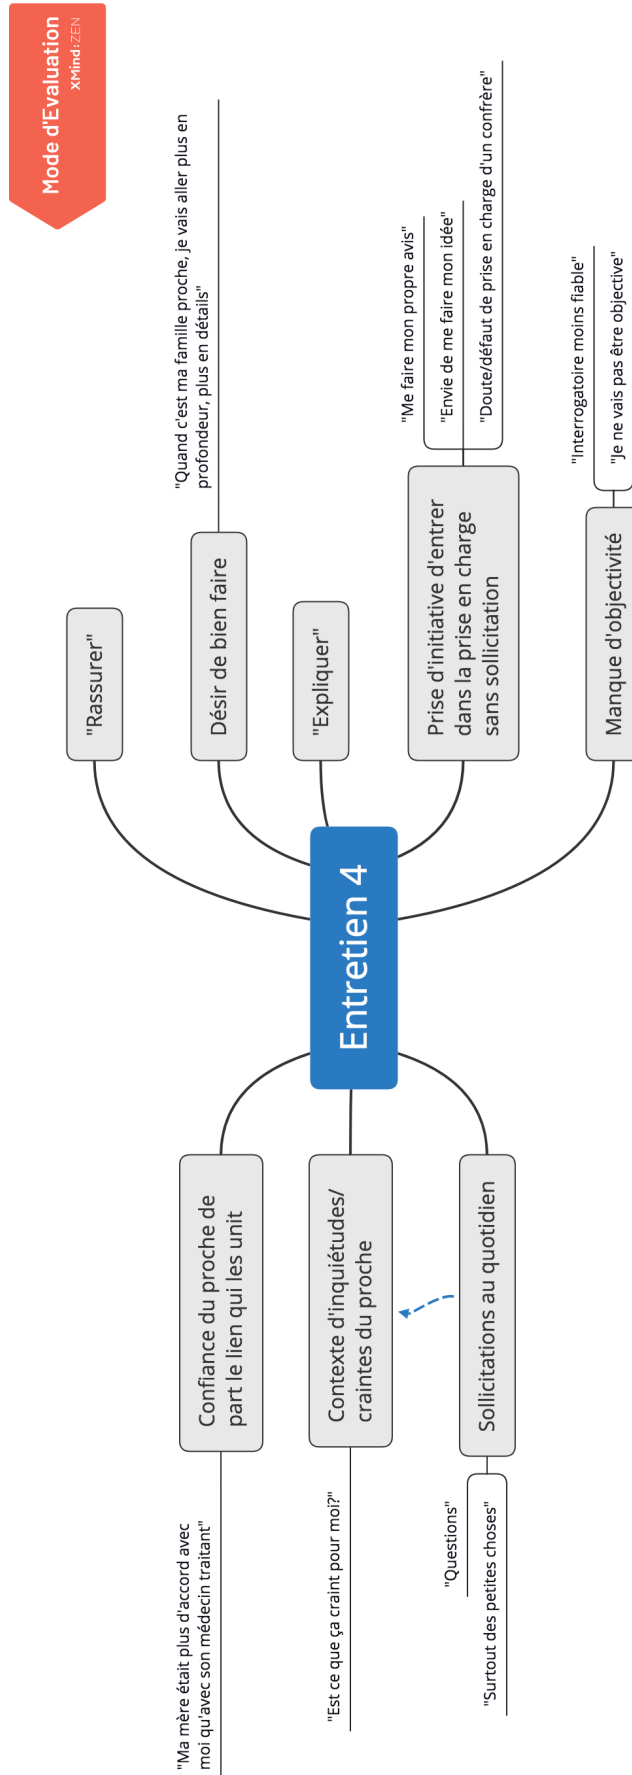 Mode d'Evaluation
XMind:ZEN
Entretien 4
"Rassurer"
Désir de bien faire
"Quand c'est ma famille proche, je vais aller plus en
profondeur, plus en détails"
"Expliquer"
Prise d'initiative d'entrer
dans la prise en charge
sans sollicitation
"Me faire mon propre avis"
"Envie de me faire mon idée"
"Doute/défaut de prise en charge d'un confrère"
Manque d'objectivité
"Interrogatoire moins fiable"
"Je ne vais pas être objective"
Confiance du proche de
part le lien qui les unit
"Ma mère était plus d'accord avec
moi qu'avec son médecin traitant"
Contexte d'inquiétudes/
craintes du proche
"Est ce que ça craint pour moi?"
Sollicitations au quotidien
"Questions"
"Surtout des petites choses"